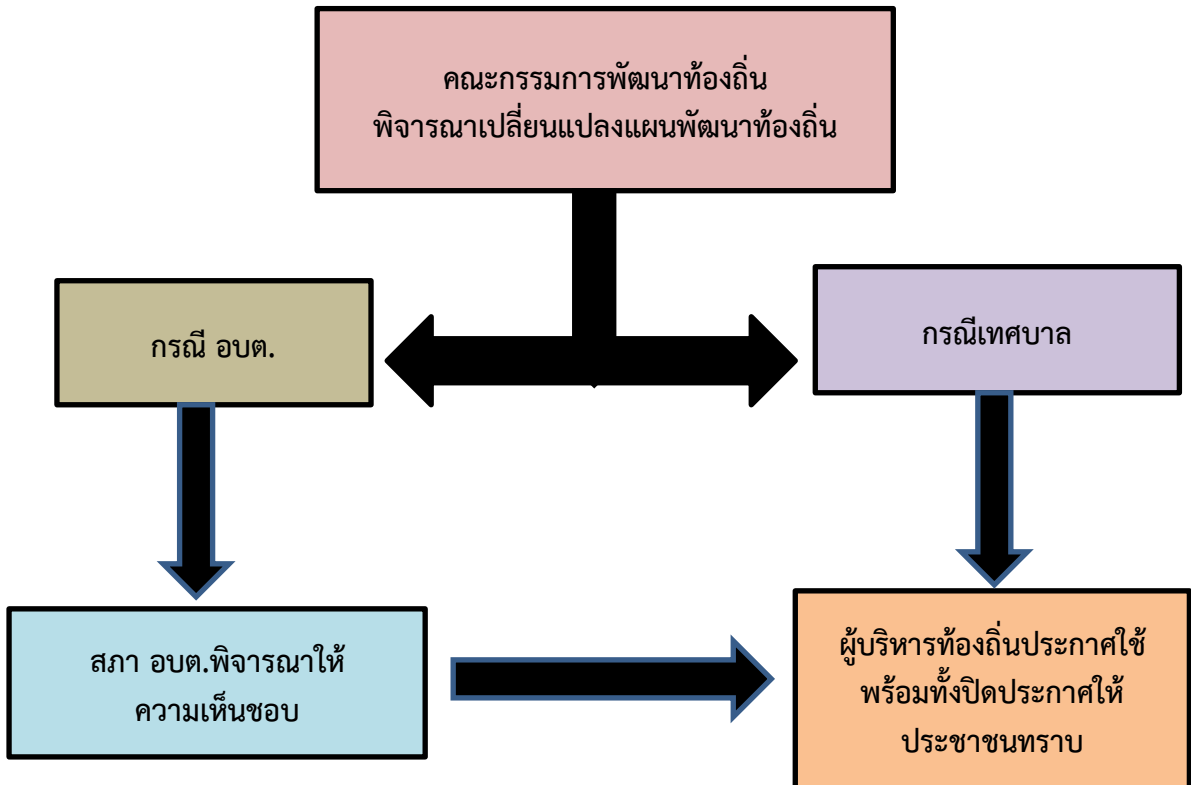 คณะกรรมการพัฒนาท้องถิ่น
พิจารณาเปลี่ยนแปลงแผนพัฒนาท้องถิ่น
กรณี อบต.
กรณีเทศบาล
สภา อบต.พิจารณาให้
ความเห็นชอบ
ผู้บริหารท้องถิ่นประกาศใช้
พร้อมทั้งปิดประกาศให้
ประชาชนทราบ